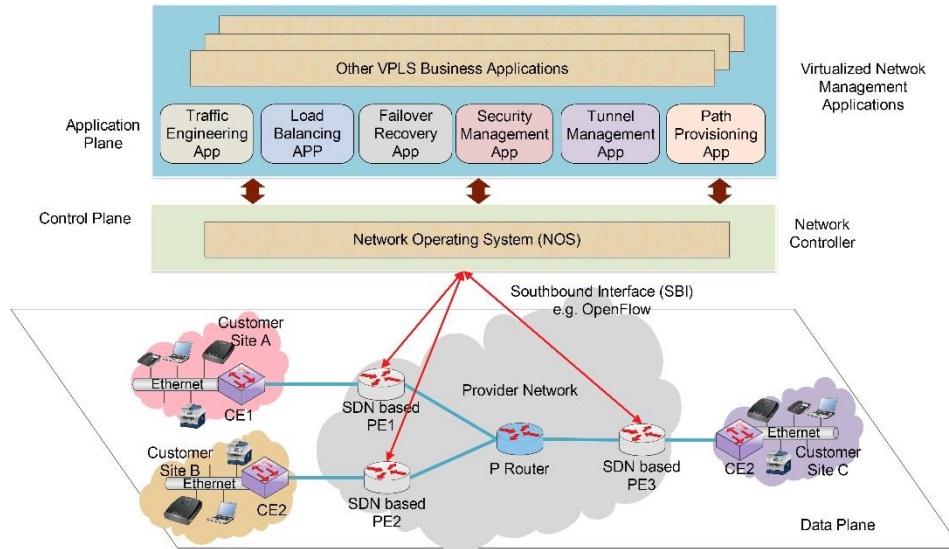 Other VPLS Business Applications
Virtualized Netwok
Management
Applications
Application
Plane
Traffic
Engineering
App
Load
Balancing
APP
Failover
Recovery
App
Security
Management
App
Tunnel
Management
App
Path
Provisioning
App
Control Plane
Network Operating System (NOS)
Network
Controller
Southbound Interface (SBI)
e.g. OpenFlow
Customer
Site A
Ethernet
CE1
SDN based
PE1
Provider Network
P Router
Customer
Site B
Ethernet
CE2
SDN based
PE2
SDN based
PE3
CE2
Ethernet
Customer
Site C
Data Plane